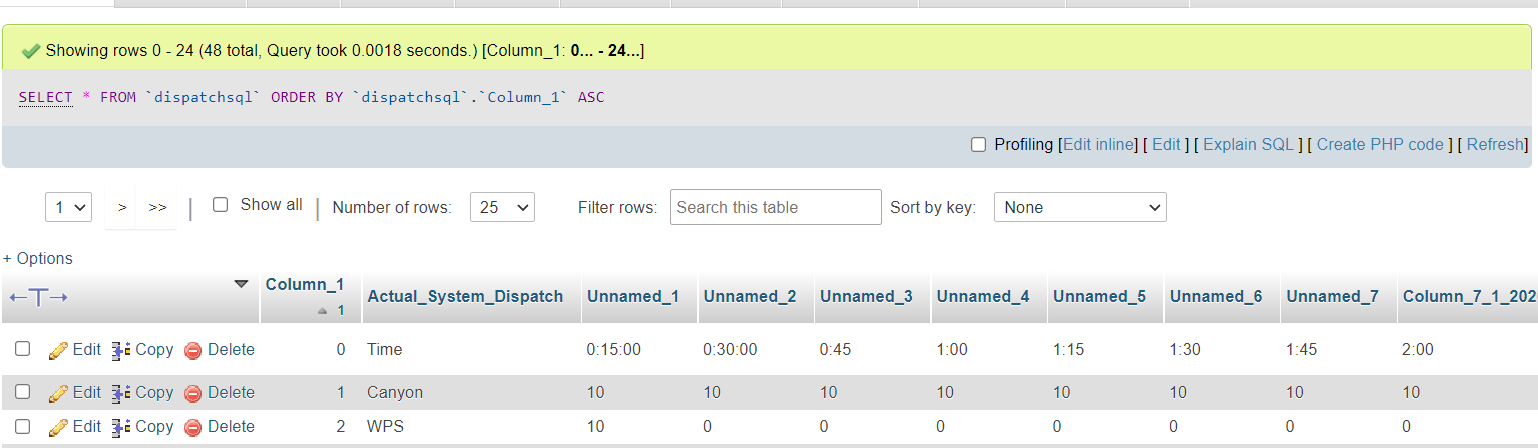 Showing rows 0 - 24 (48 total, Query took 0.0018 seconds.) [Column_1: 0... - 24...]
SELECT * FROM `dispatchsql` ORDER BY `dispatchsql`.`Column_1` ASC
Profiling [Edit inline] [ Edit ] [ Explain SQL ] [ Create PHP code ] [ Refresh]
1 > >> | Show all | Number of rows: 25 Filter rows: Search this table Sort by key: None
+ Options
←T→ Column_1 1 Actual_System_Dispatch Unnamed_1 Unnamed_2 Unnamed_3 Unnamed_4 Unnamed_5 Unnamed_6 Unnamed_7 Column_7_1_202
Edit Copy Delete 0 Time 0:15:00 0:30:00 0:45 1:00 1:15 1:30 1:45 2:00
Edit Copy Delete 1 Canyon 10 10 10 10 10 10 10 10
Edit Copy Delete 2 WPS 10 0 0 0 0 0 0 0